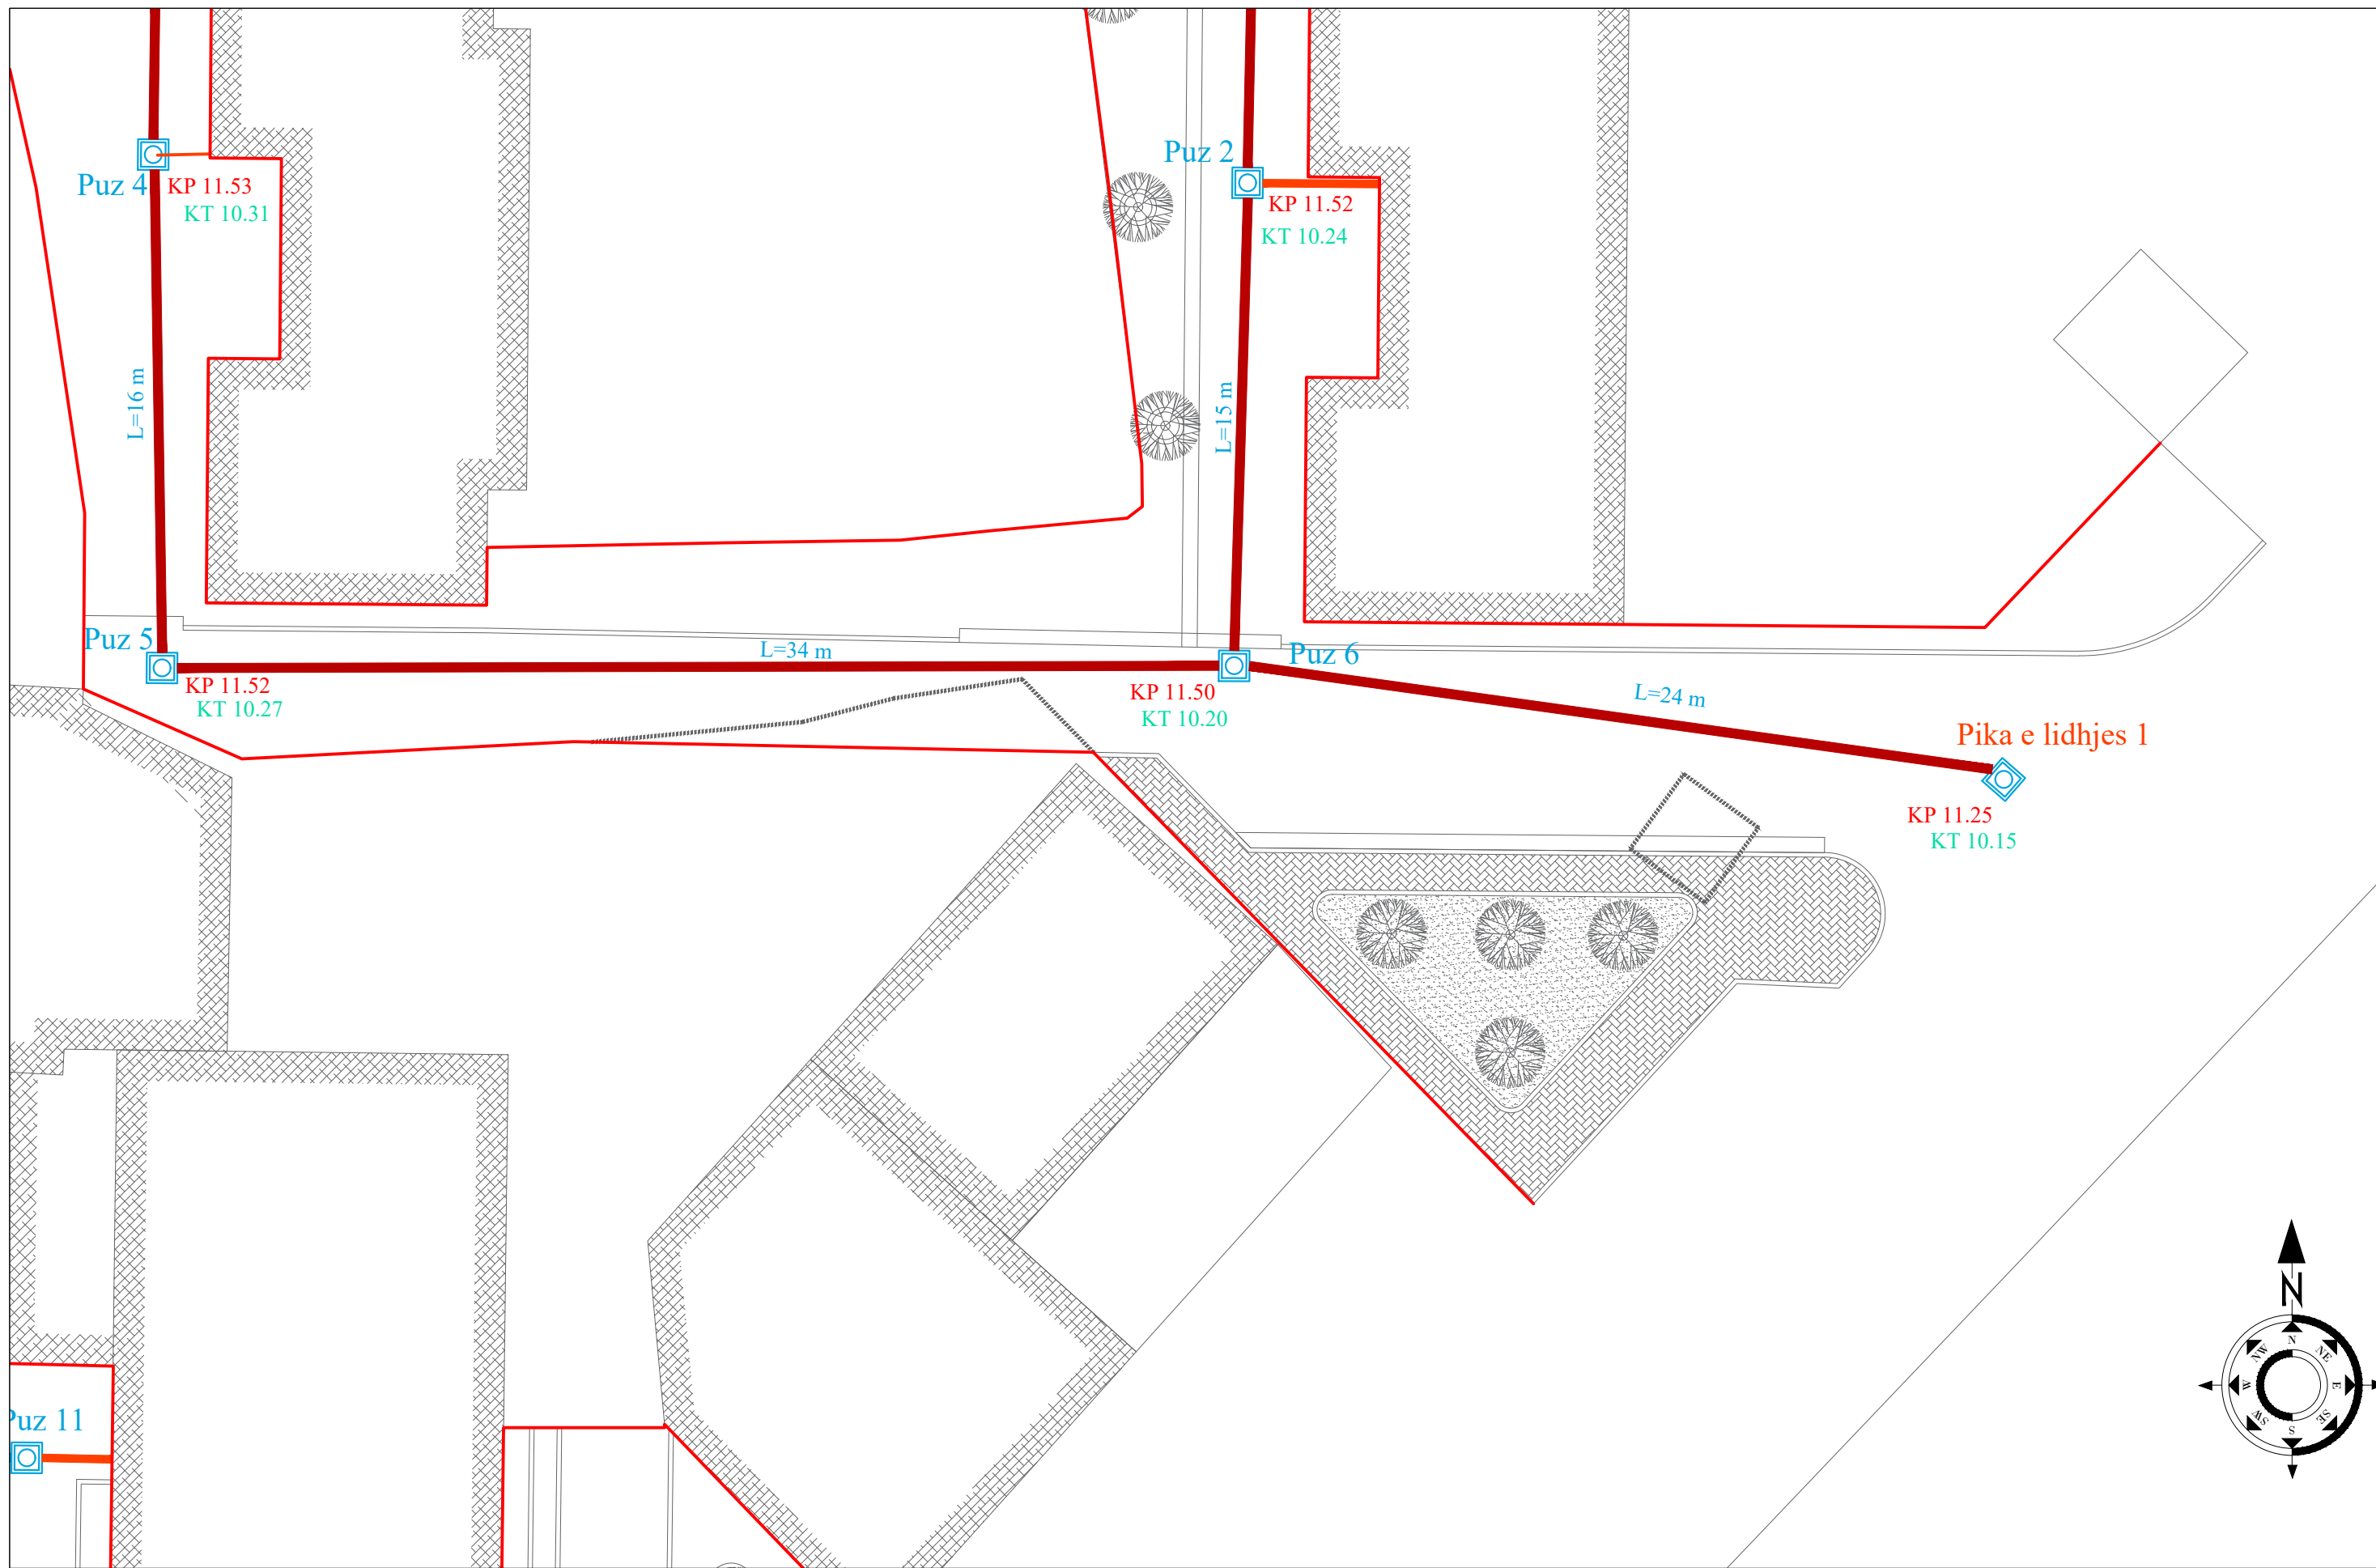 Puz 4
KP 11.53
KT 10.31
Puz 2
KP 11.52
KT 10.24
L=16 m
L=15 m
Puz 5
KP 11.52
KT 10.27
L=34 m
Puz 6
KP 11.50
KT 10.20
L=24 m
Pika e lidhjes 1
KP 11.25
KT 10.15
Puz 11
N
N
NE
E
SE
S
SW
W
NW